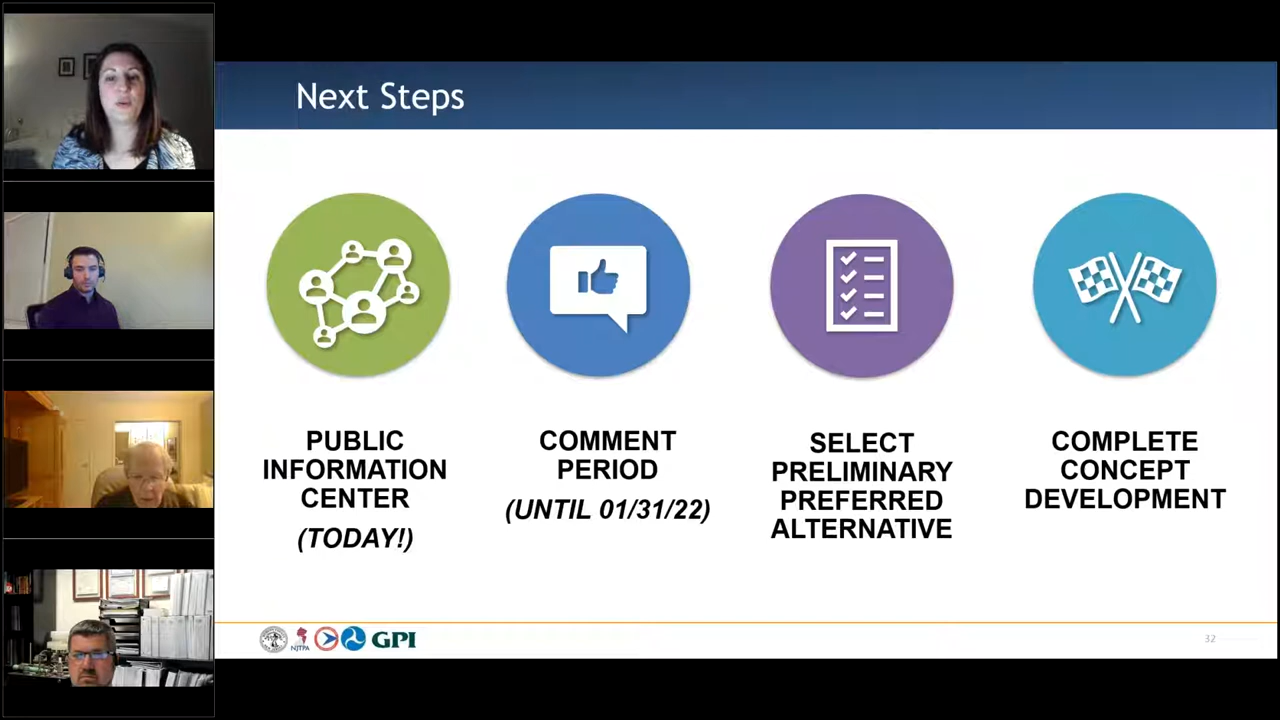 Next Steps
PUBLIC
INFORMATION
CENTER
(TODAY!)
COMMENT
PERIOD
(UNTIL 01/31/22)
SELECT
PRELIMINARY
PREFERRED
ALTERNATIVE
COMPLETE
CONCEPT
DEVELOPMENT
NJTPA
GPI
32